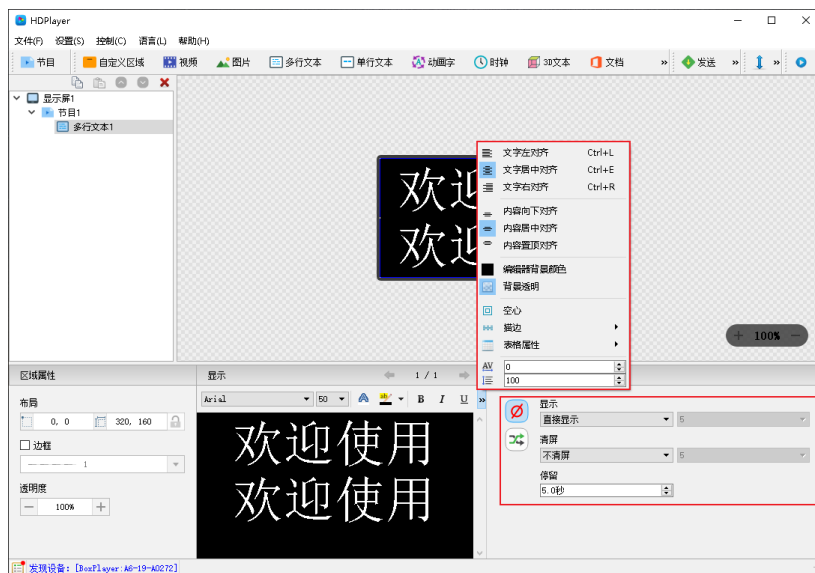 HDPlayer
文件(F) 设置(S) 控制(C) 语言(L) 帮助(H)
节目 自定义区域 视频 图片 多行文本 单行文本 动画字 时钟 3D文本 文档 » 发送 » »
显示屏1
节目1
多行文本1
欢迎
欢迎
文字左对齐 Ctrl+L
文字居中对齐 Ctrl+E
文字右对齐 Ctrl+R
内容向下对齐
内容居中对齐
内容置顶对齐
编辑器背景颜色
背景透明
空心
描边
表格属性
AV 0
100
+ 100% −
区域属性
布局
0, 0 320, 160
边框
1
透明度
— 100% +
显示 1 / 1
Arial 50 B I U »
欢迎使用
欢迎使用
显示
直接显示 5
清屏
不清屏 5
停留
5.0秒
发现设备: [BoxPlayer:A6-19-A0272]